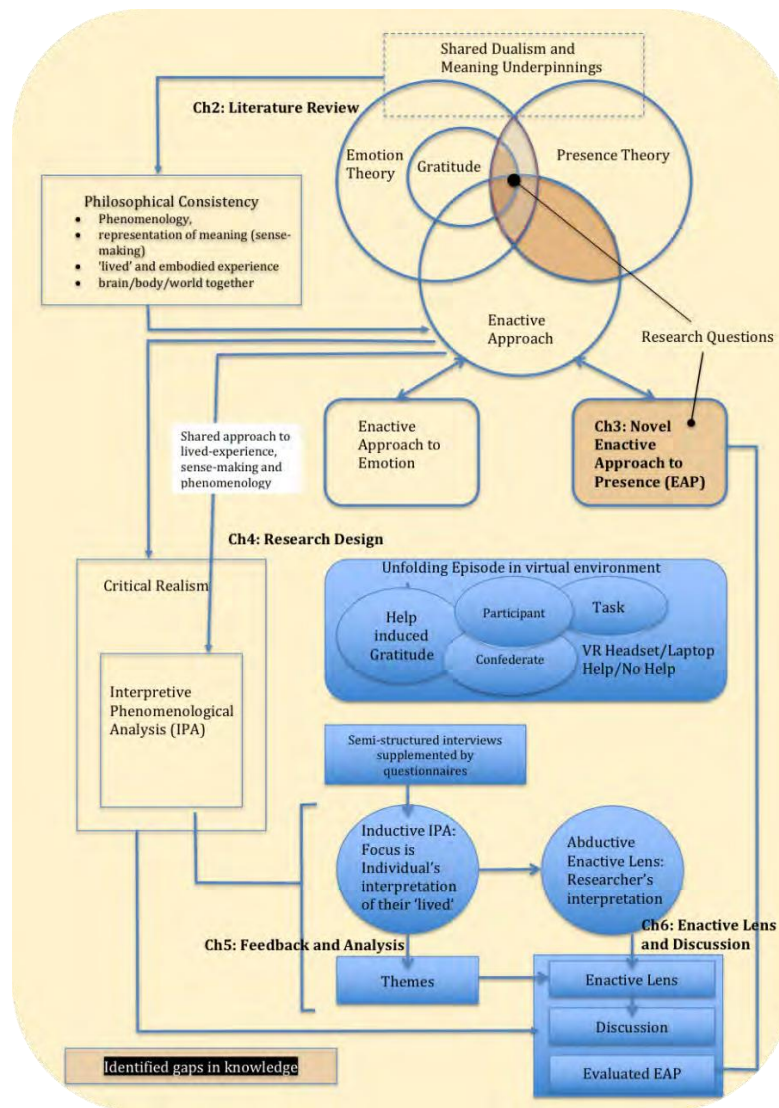 Shared Dualism and
Meaning Underpinnings
Ch2: Literature Review
Emotion
Theory
Gratitude
Presence Theory
Philosophical Consistency
• Phenomenology,
• representation of meaning (sense-
making)
• 'lived' and embodied experience
• brain/body/world together
Enactive
Approach
Research Questions
Enactive
Approach to
Emotion
Ch3: Novel
Enactive
Approach to
Presence (EAP)
Shared approach to
lived-experience,
sense-making and
phenomenology
Ch4: Research Design
Critical Realism
Interpretive
Phenomenological
Analysis (IPA)
Unfolding Episode in virtual environment
Help
induced
Gratitude
Participant
Task
Confederate
VR Headset/Laptop
Help/No Help
Semi-structured interviews
supplemented by
questionnaires
Inductive IPA:
Focus is
Individual's
interpretation
of their 'lived'
Abductive
Enactive Lens:
Researcher's
interpretation
Ch5: Feedback and Analysis
Ch6: Enactive Lens
and Discussion
Themes
Enactive Lens
Discussion
Evaluated EAP
Identified gaps in knowledge